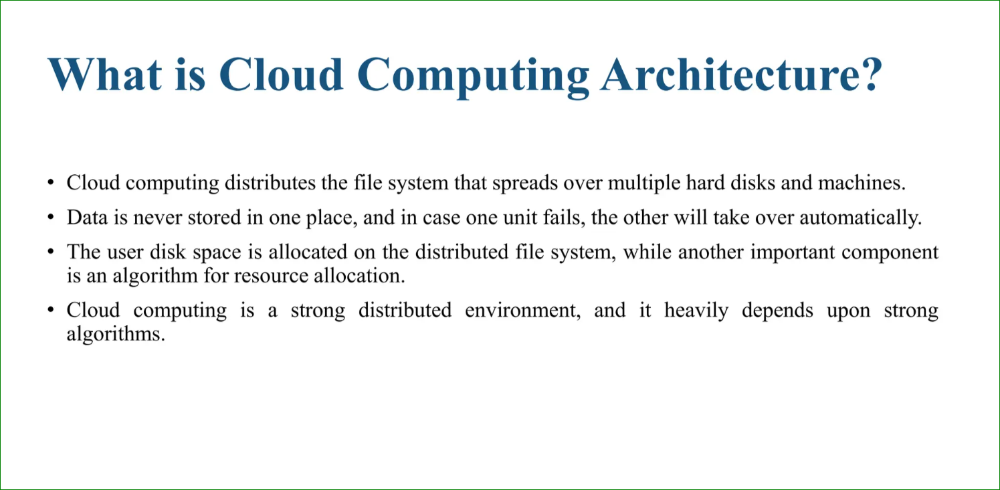 What is Cloud Computing Architecture?
• Cloud computing distributes the file system that spreads over multiple hard disks and machines.
• Data is never stored in one place, and in case one unit fails, the other will take over automatically.
• The user disk space is allocated on the distributed file system, while another important component
is an algorithm for resource allocation.
• Cloud computing is a strong distributed environment, and it heavily depends upon strong
algorithms.